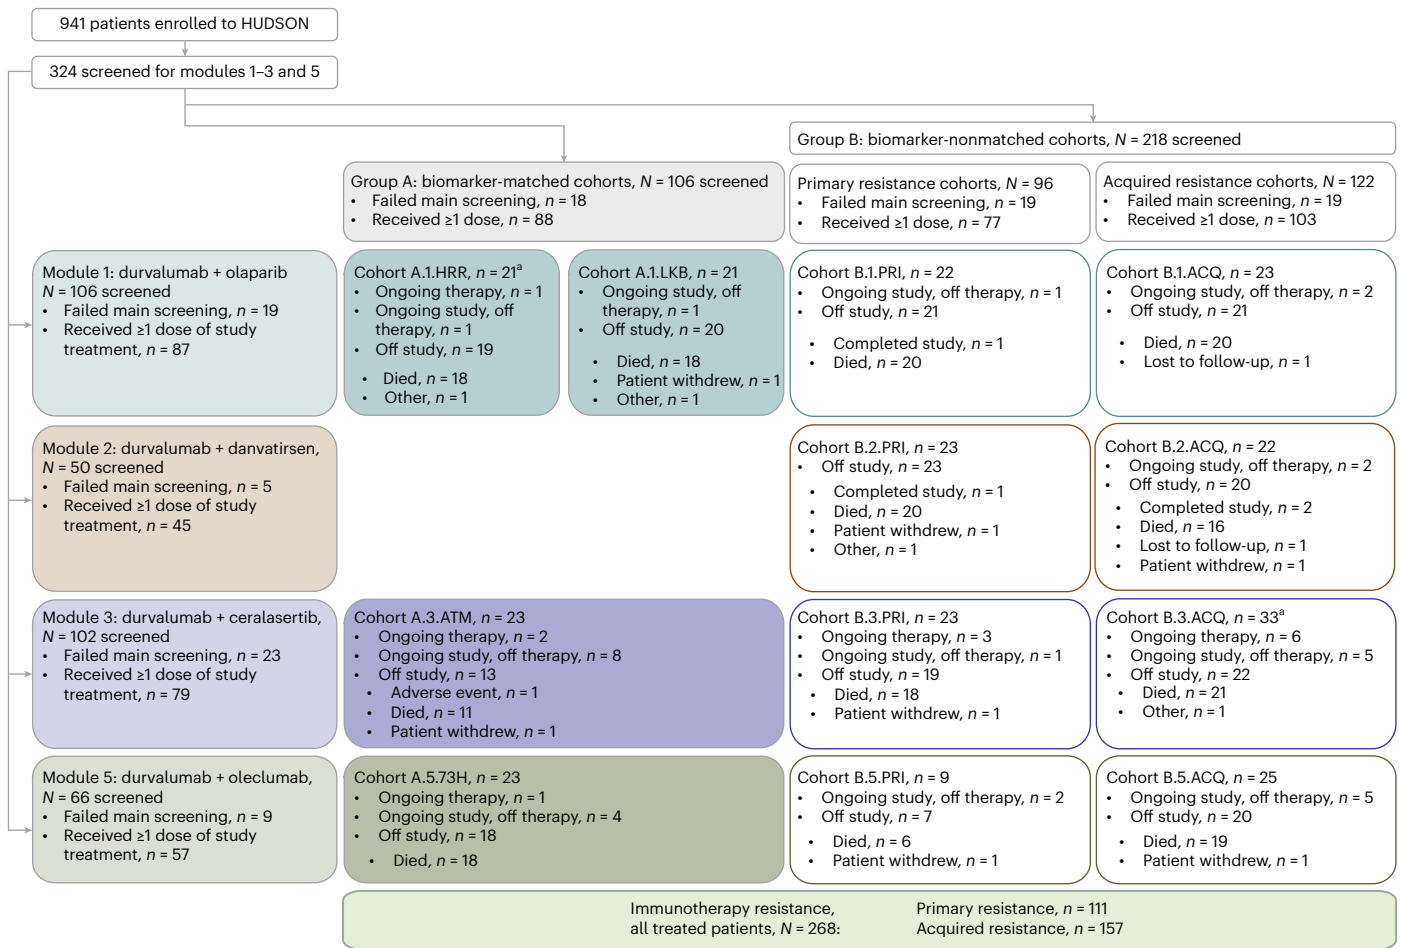 941 patients enrolled to HUDSON
324 screened for modules 1–3 and 5
Group B: biomarker-nonmatched cohorts, N = 218 screened
Group A: biomarker-matched cohorts, N = 106 screened
• Failed main screening, n = 18
• Received ≥1 dose, n = 88
Primary resistance cohorts, N = 96
• Failed main screening, n = 19
• Received ≥1 dose, n = 77
Acquired resistance cohorts, N = 122
• Failed main screening, n = 19
• Received ≥1 dose, n = 103
Module 1: durvalumab + olaparib
N = 106 screened
• Failed main screening, n = 19
• Received ≥1 dose of study
treatment, n = 87
Cohort A.1.HRR, n = 21a
• Ongoing therapy, n = 1
• Ongoing study, off
therapy, n = 1
• Off study, n = 19
• Died, n = 18
• Other, n = 1
Cohort A.1.LKB, n = 21
• Ongoing study, off
therapy, n = 1
• Off study, n = 20
• Died, n = 18
• Patient withdrew, n = 1
• Other, n = 1
Cohort B.1.PRI, n = 22
• Ongoing study, off therapy, n = 1
• Off study, n = 21
• Completed study, n = 1
• Died, n = 20
Cohort B.1.ACQ, n = 23
• Ongoing study, off therapy, n = 2
• Off study, n = 21
• Died, n = 20
• Lost to follow-up, n = 1
Module 2: durvalumab + danvatirsen,
N = 50 screened
• Failed main screening, n = 5
• Received ≥1 dose of study
treatment, n = 45
Cohort B.2.PRI, n = 23
• Off study, n = 23
• Completed study, n = 1
• Died, n = 20
• Patient withdrew, n = 1
• Other, n = 1
Cohort B.2.ACQ, n = 22
• Ongoing study, off therapy, n = 2
• Off study, n = 20
• Completed study, n = 2
• Died, n = 16
• Lost to follow-up, n = 1
• Patient withdrew, n = 1
Module 3: durvalumab + ceralasertib,
N = 102 screened
• Failed main screening, n = 23
• Received ≥1 dose of study
treatment, n = 79
Cohort A.3.ATM, n = 23
• Ongoing therapy, n = 2
• Ongoing study, off therapy, n = 8
• Off study, n = 13
• Adverse event, n = 1
• Died, n = 11
• Patient withdrew, n = 1
Cohort B.3.PRI, n = 23
• Ongoing therapy, n = 3
• Ongoing study, off therapy, n = 1
• Off study, n = 19
• Died, n = 18
• Patient withdrew, n = 1
Cohort B.3.ACQ, n = 33a
• Ongoing therapy, n = 6
• Ongoing study, off therapy, n = 5
• Off study, n = 22
• Died, n = 21
• Other, n = 1
Module 5: durvalumab + oleclumab,
N = 66 screened
• Failed main screening, n = 9
• Received ≥1 dose of study
treatment, n = 57
Cohort A.5.73H, n = 23
• Ongoing therapy, n = 1
• Ongoing study, off therapy, n = 4
• Off study, n = 18
• Died, n = 18
Cohort B.5.PRI, n = 9
• Ongoing study, off therapy, n = 2
• Off study, n = 7
• Died, n = 6
• Patient withdrew, n = 1
Cohort B.5.ACQ, n = 25
• Ongoing study, off therapy, n = 5
• Off study, n = 20
• Died, n = 19
• Patient withdrew, n = 1
Immunotherapy resistance,
all treated patients, N = 268:
Primary resistance, n = 111
Acquired resistance, n = 157